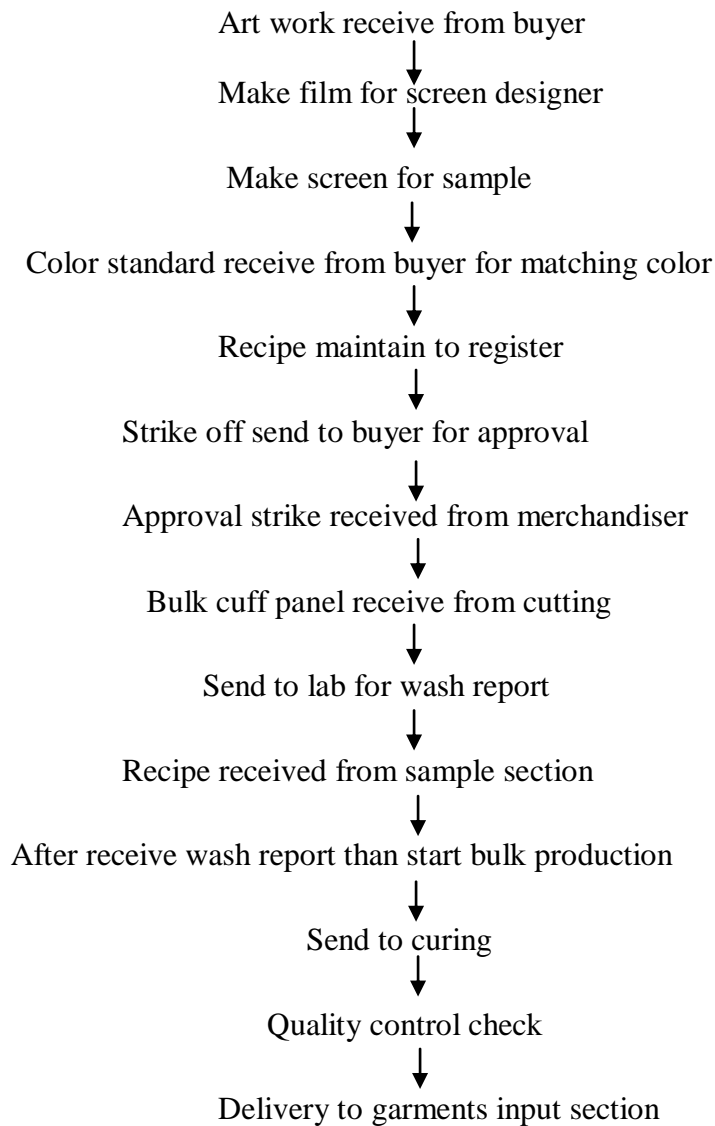 Art work receive from buyer
Make film for screen designer
Make screen for sample
Color standard receive from buyer for matching color
Recipe maintain to register
Strike off send to buyer for approval
Approval strike received from merchandiser
Bulk cuff panel receive from cutting
Send to lab for wash report
Recipe received from sample section
After receive wash report than start bulk production
Send to curing
Quality control check
Delivery to garments input section